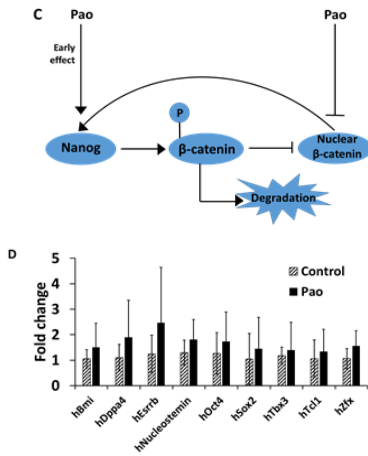 C
Pao Pao
Early
effect
P
Nanog β-catenin Nuclear
β-catenin
Degradation
D
Fold change
5
4
3
2
1
0
Control
Pao
hBmi hDppa4 hEsrrb hNucleostemin hOct4 hSox2 hTbx3 hTcl1 hZfx